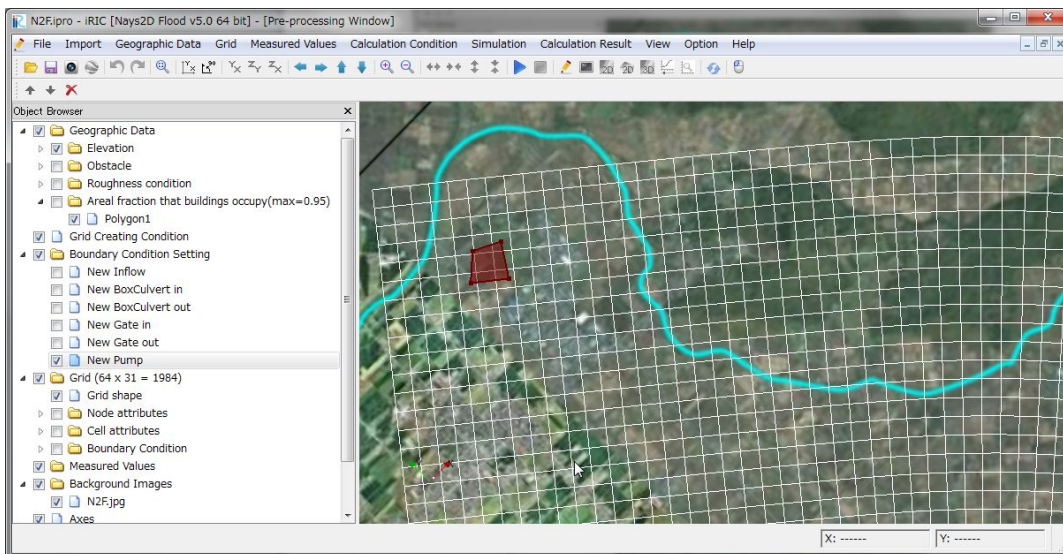 N2F.ipro - iRIC [Nays2D Flood v5.0 64 bit] - [Pre-processing Window]
File Import Geographic Data Grid Measured Values Calculation Condition Simulation Calculation Result View Option Help
Object Browser
Geographic Data
Elevation
Obstacle
Roughness condition
Areal fraction that buildings occupy(max=0.95)
Polygon1
Grid Creating Condition
Boundary Condition Setting
New Inflow
New BoxCulvert in
New BoxCulvert out
New Gate in
New Gate out
New Pump
Grid (64 x 31 = 1984)
Grid shape
Node attributes
Cell attributes
Boundary Condition
Measured Values
Background Images
N2F.jpg
Axes
X: ------ Y: ------